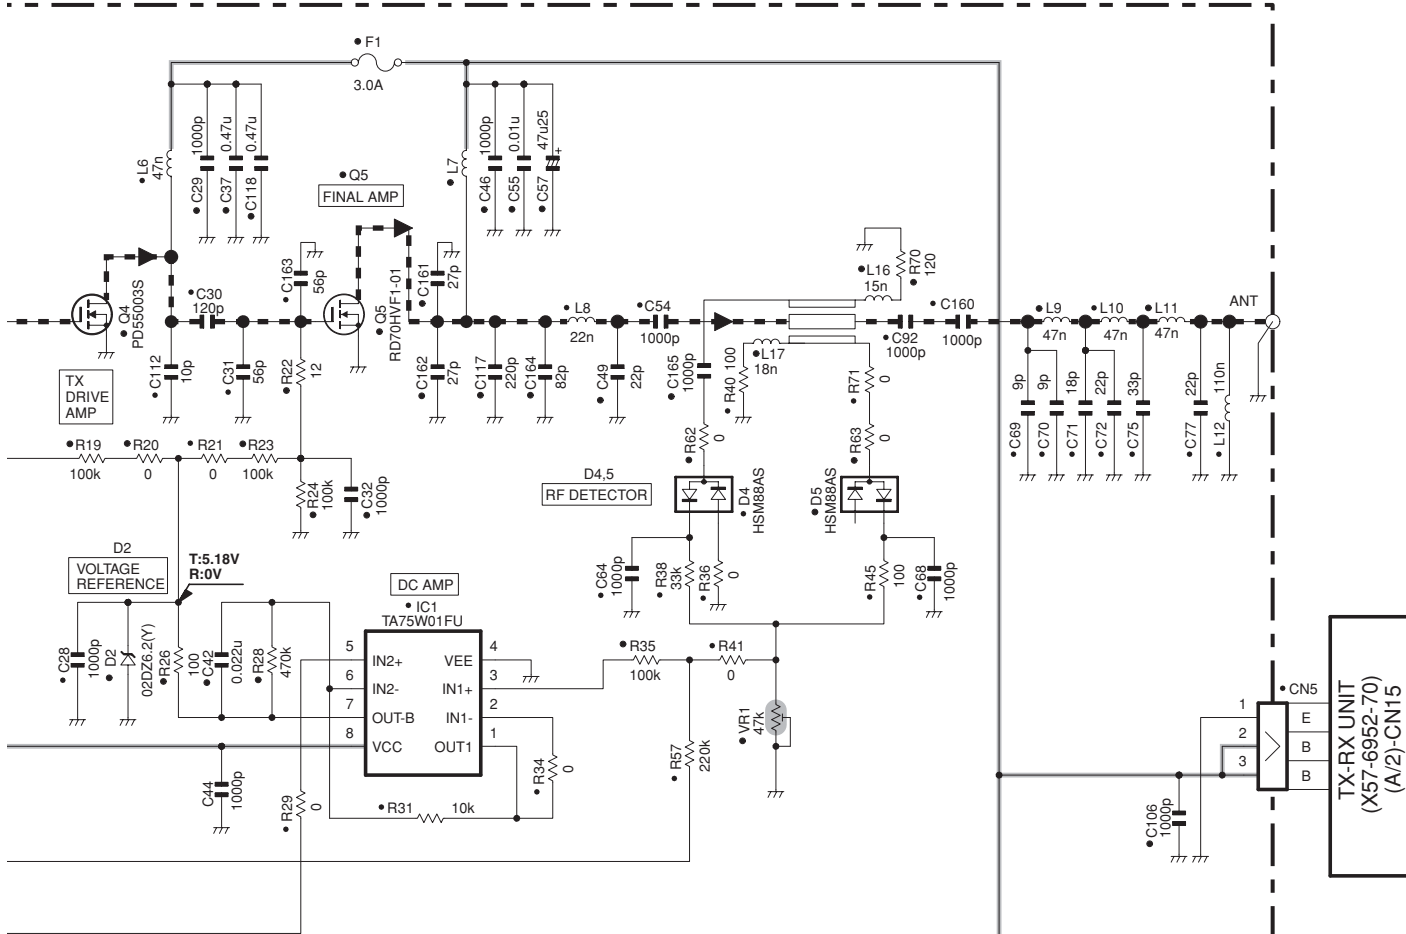 F1
3.0A
L6
47n
C29
1000p
C37
0.47u
C118
0.47u
Q5
FINAL AMP
L7
C46
1000p
C55
0.01u
C57
47u25
+
C163
56p
C161
27p
Q4
PD55003S
C30
120p
Q5
RD70HVF1-01
L8
22n
C54
1000p
L16
15n
R70
120
C92
1000p
C160
1000p
L9
47n
L10
47n
L11
47n
ANT
TX
DRIVE
AMP
C112
10p
C31
56p
R22
12
C162
27p
C117
220p
C164
82p
C49
22p
C165
1000p
R40
100
L17
18n
R71
0
C69
9p
C70
9p
C71
18p
C72
22p
C75
33p
C77
22p
L12
110n
R19
100k
R20
0
R21
0
R23
100k
R24
100k
C32
1000p
R62
0
R63
0
D4,5
RF DETECTOR
D4
HSM88AS
D5
HSM88AS
D2
VOLTAGE
REFERENCE
T:5.18V
R:0V
C64
1000p
R38
33k
R36
0
R45
100
C68
1000p
DC AMP
IC1
TA75W01FU
C28
1000p
D2
02DZ6.2(Y)
R26
100
C42
0.022u
R28
470k
5
IN2+
6
IN2-
7
OUT-B
8
VCC
VEE
4
IN1+
3
IN1-
2
OUT1
1
R35
100k
R41
0
VR1
47k
R57
220k
R34
0
R31
10k
C44
1000p
R29
0
C106
1000p
CN5
1
E
2
B
3
B
TX-RX UNIT
(X57-6952-70)
(A/2)-CN15